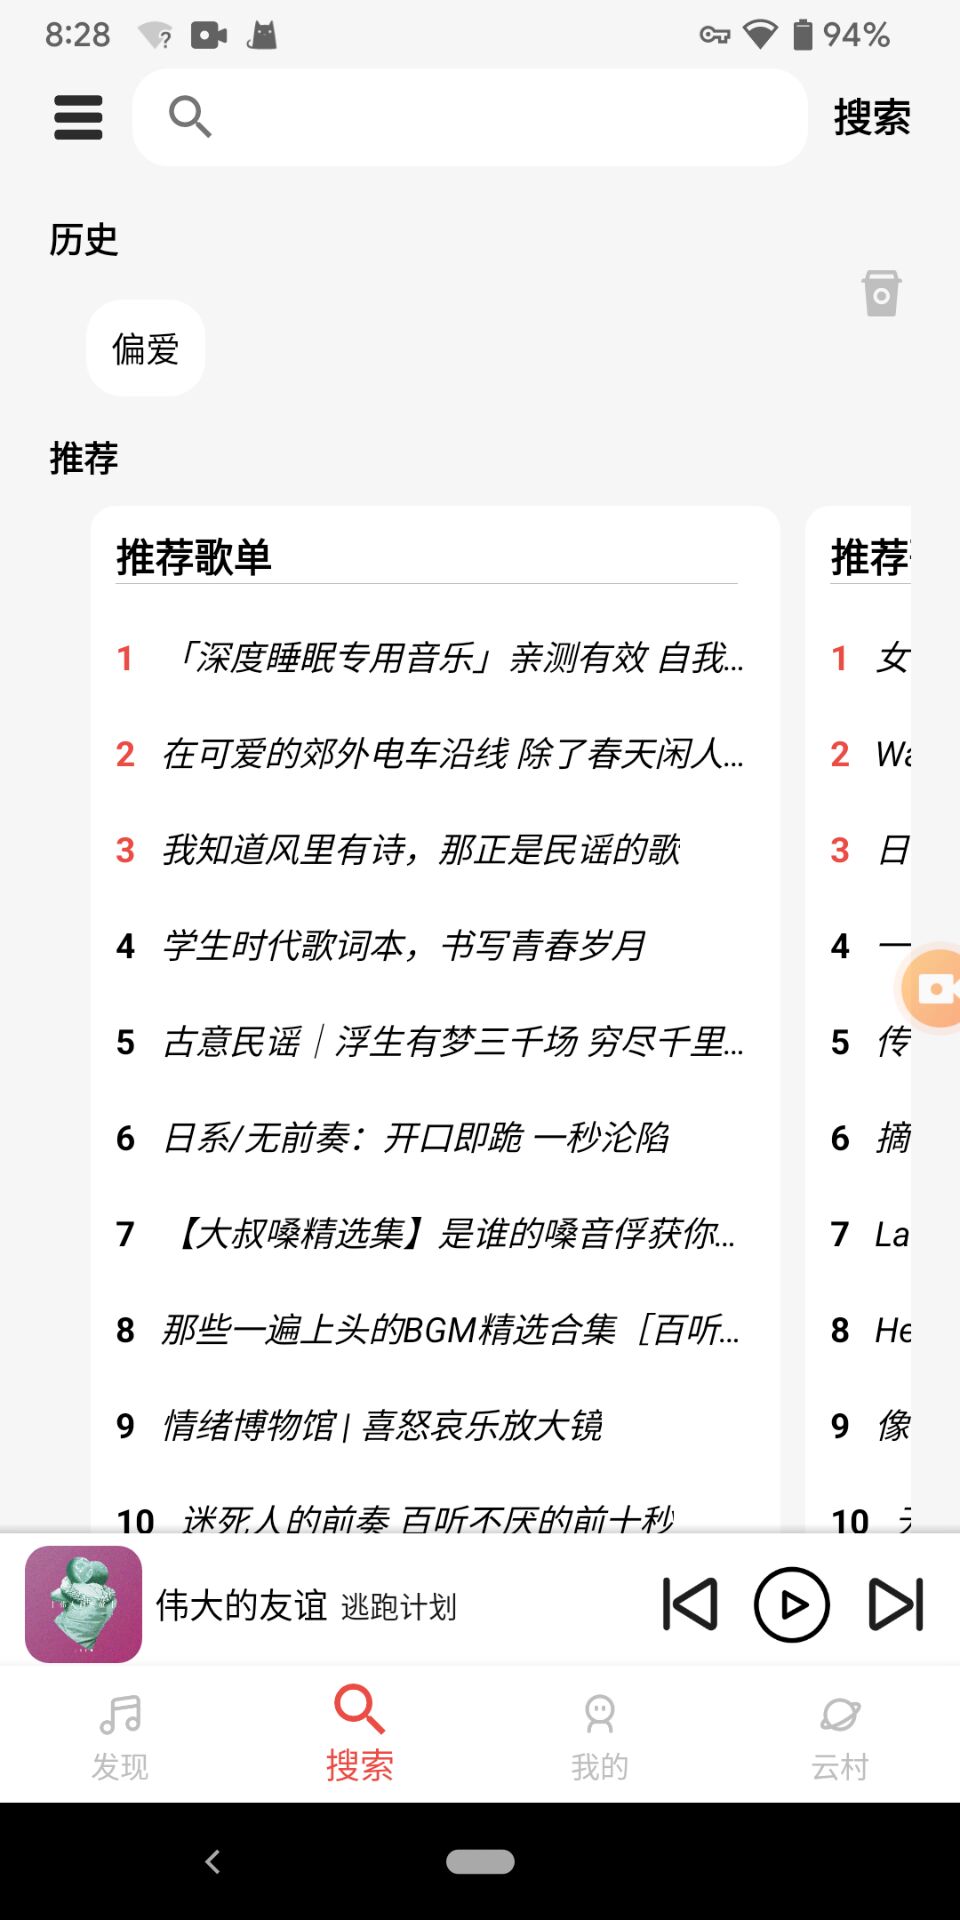 8:28
94%
搜索
历史
偏爱
推荐
推荐歌单
1 「深度睡眠专用音乐」亲测有效 自我...
2 在可爱的郊外电车沿线 除了春天闲人...
3 我知道风里有诗，那正是民谣的歌
4 学生时代歌词本，书写青春岁月
5 古意民谣｜浮生有梦三千场 穷尽千里...
6 日系/无前奏：开口即跪 一秒沦陷
7 【大叔嗓精选集】是谁的嗓音俘获你...
8 那些一遍上头的BGM精选合集［百听...
9 情绪博物馆 | 喜怒哀乐放大镜
10 迷死人的前奏 百听不厌的前十秒
推荐
1 女
2 Wa
3 日
4 一
5 传
6 摘
7 La
8 He
9 像
10
伟大的友谊 逃跑计划
发现
搜索
我的
云村